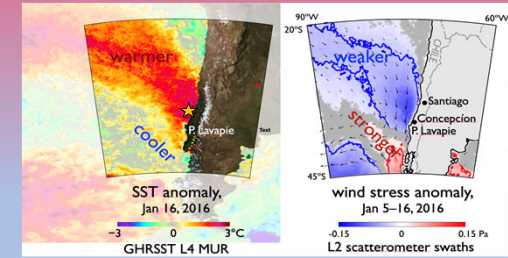 warmer
cooler
P. Lavapie
Text
SST anomaly,
Jan 16, 2016
−3 0 3°C
GHRSST L4 MUR
90°W 60°W
20°S
CHILE
weaker
Santiago
Concepcion
P. Lavapie
stronger
45°S
wind stress anomaly,
Jan 5–16, 2016
-0.15 0 0.15 Pa
L2 scatterometer swaths